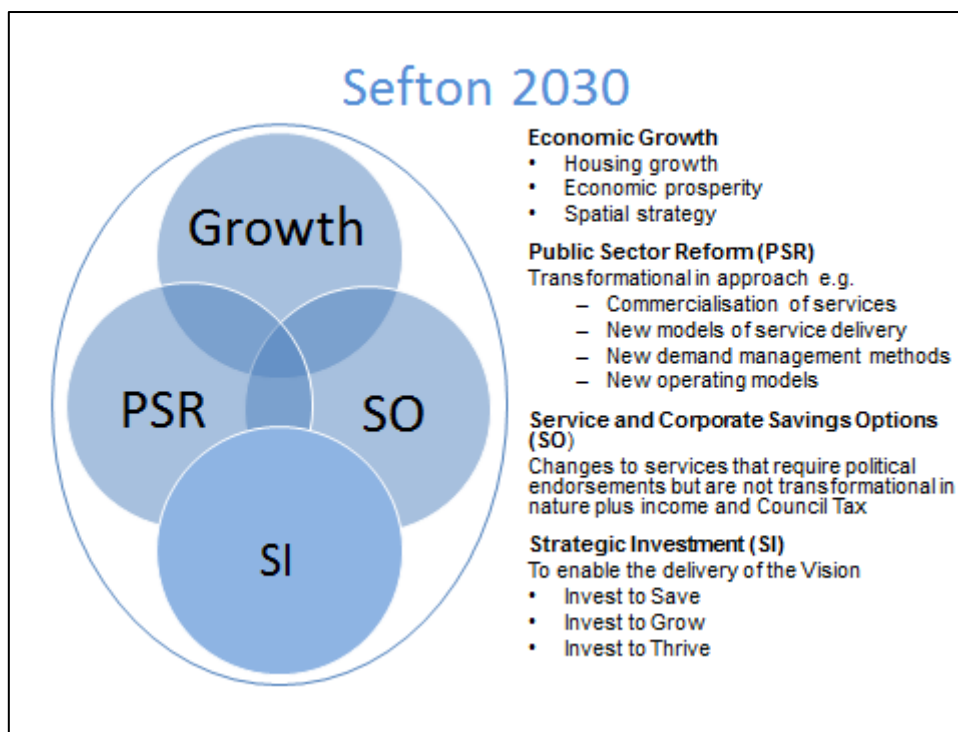 Sefton 2030
Growth
PSR
SO
SI
Economic Growth
• Housing growth
• Economic prosperity
• Spatial strategy
Public Sector Reform (PSR)
Transformational in approach e.g.
– Commercialisation of services
– New models of service delivery
– New demand management methods
– New operating models
Service and Corporate Savings Options
(SO)
Changes to services that require political
endorsements but are not transformational in
nature plus income and Council Tax
Strategic Investment (SI)
To enable the delivery of the Vision
• Invest to Save
• Invest to Grow
• Invest to Thrive